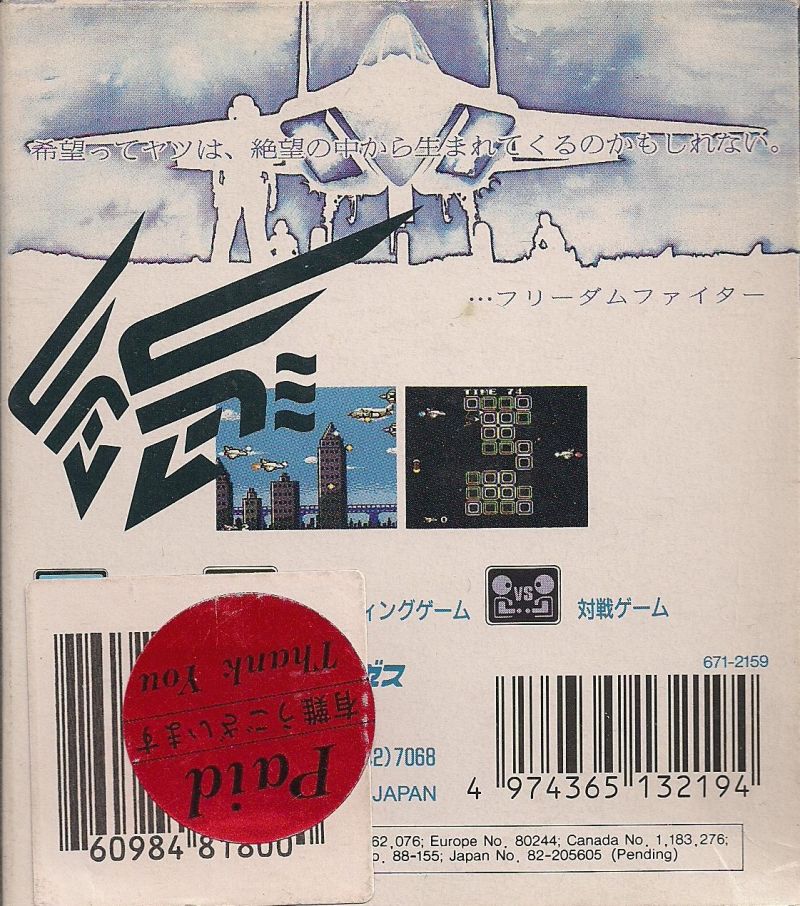 希望ってヤツは、絶望の中から生まれてくるのかもしれない。
…フリーダムファイター
TIME 74
0
ィングゲーム
VS
対戦ゲーム
671-2159
ゼス
2)7068
JAPAN
4 974365 132194
Paid
有難うございます
Thank You
60984 81800
62,076; Europe No. 80244; Canada No. 1,183,276;
. 88-155; Japan No. 82-205605 (Pending)